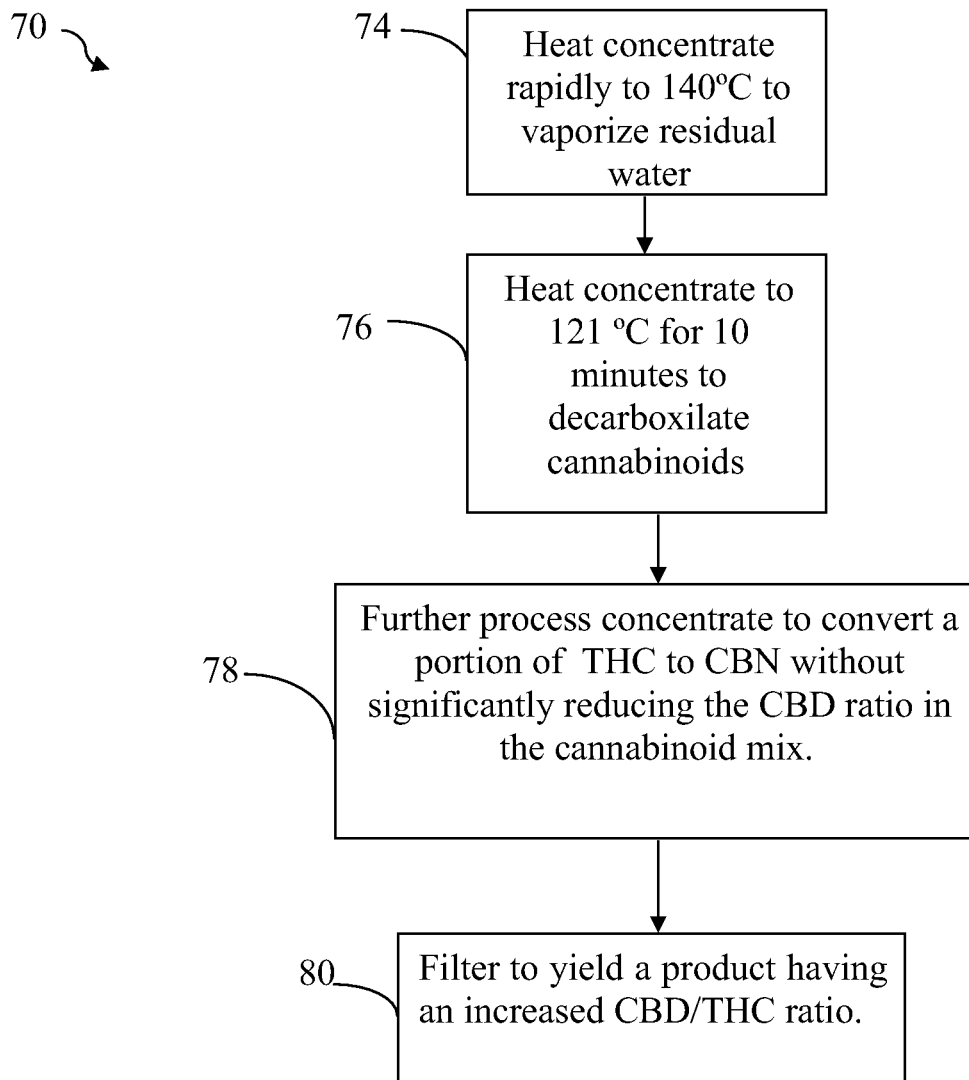 70
74
Heat concentrate
rapidly to 140ºC to
vaporize residual
water
76
Heat concentrate to
121 ºC for 10
minutes to
decarboxilate
cannabinoids
78
Further process concentrate to convert a
portion of THC to CBN without
significantly reducing the CBD ratio in
the cannabinoid mix.
80
Filter to yield a product having
an increased CBD/THC ratio.